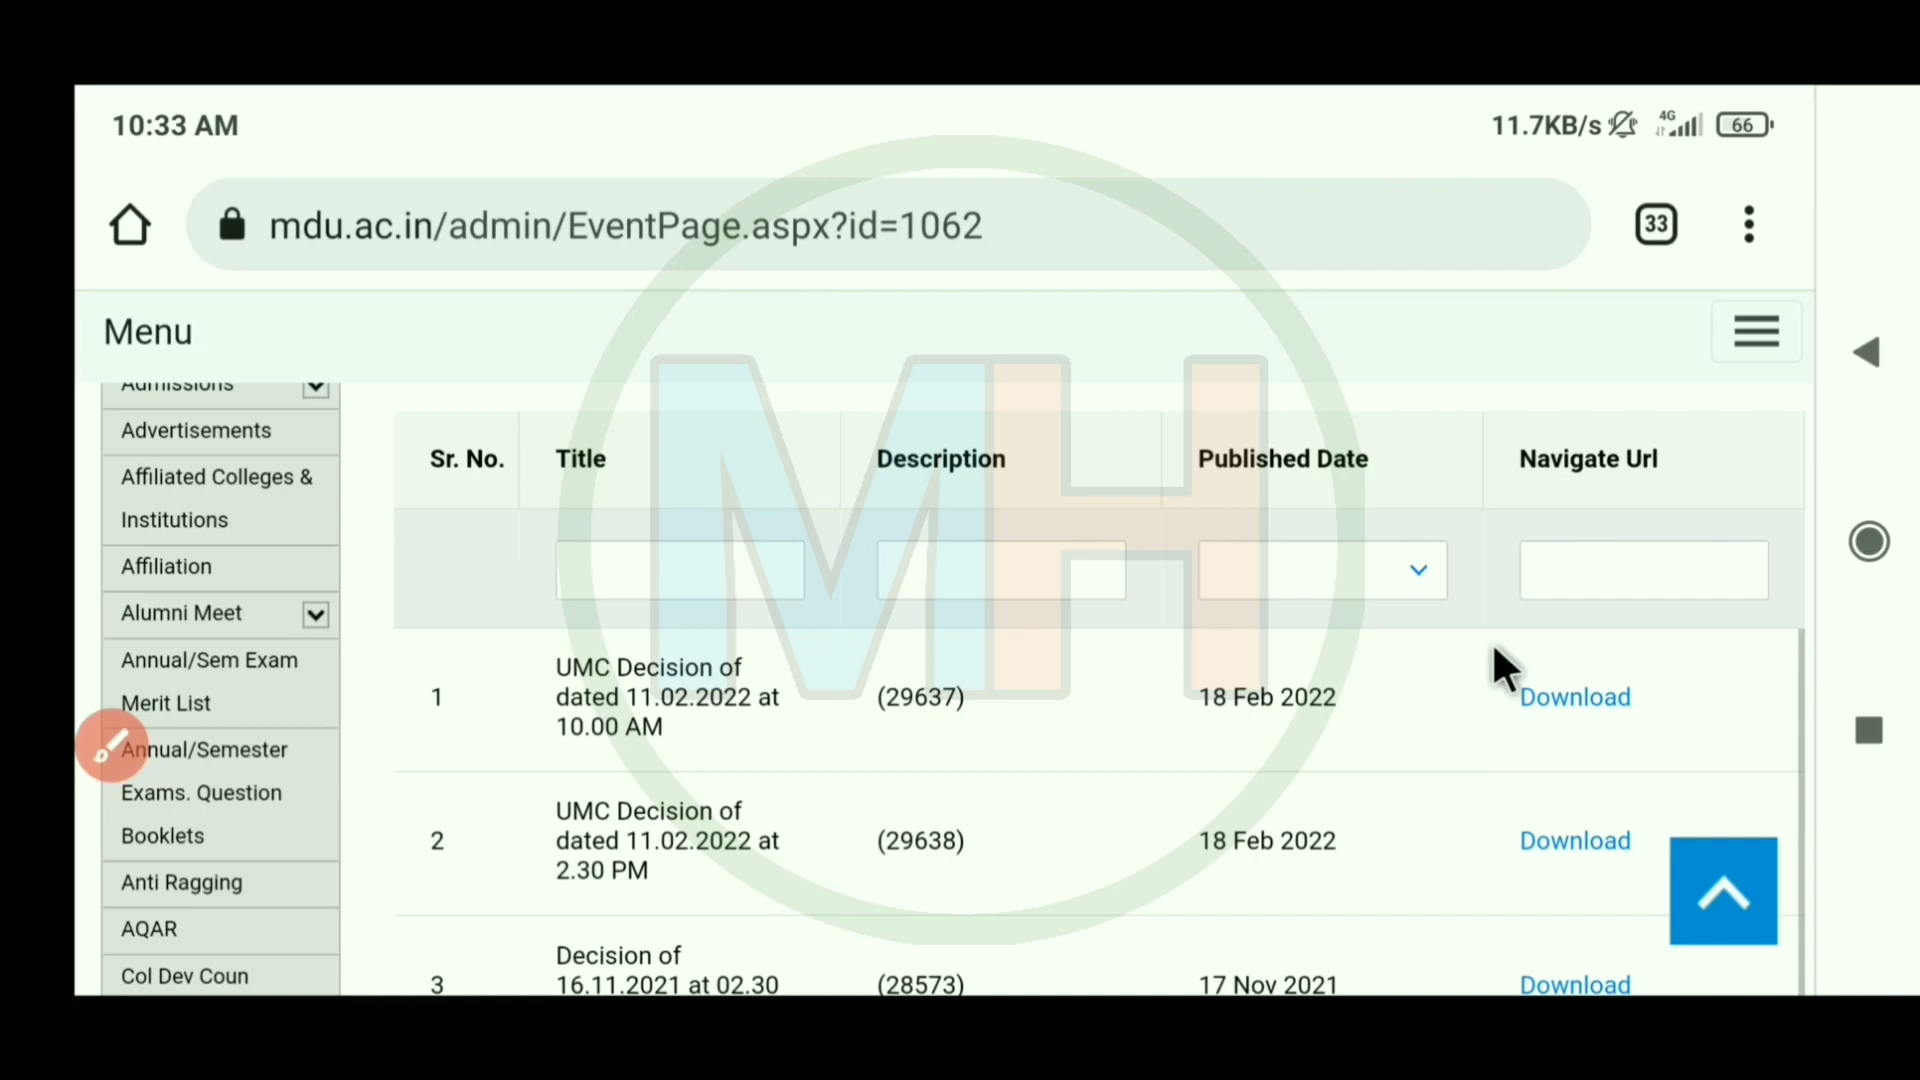 10:33 AM
11.7KB/s
4G
66
mdu.ac.in/admin/EventPage.aspx?id=1062
33
Menu
Admissions
Advertisements
Affiliated Colleges &
Institutions
Affiliation
Alumni Meet
Annual/Sem Exam
Merit List
Annual/Semester
Exams. Question
Booklets
Anti Ragging
AQAR
Col Dev Coun
Sr. No.
Title
Description
Published Date
Navigate Url
1
UMC Decision of
dated 11.02.2022 at
10.00 AM
(29637)
18 Feb 2022
Download
2
UMC Decision of
dated 11.02.2022 at
2.30 PM
(29638)
18 Feb 2022
Download
3
Decision of
16.11.2021 at 02.30
(28573)
17 Nov 2021
Download
MH